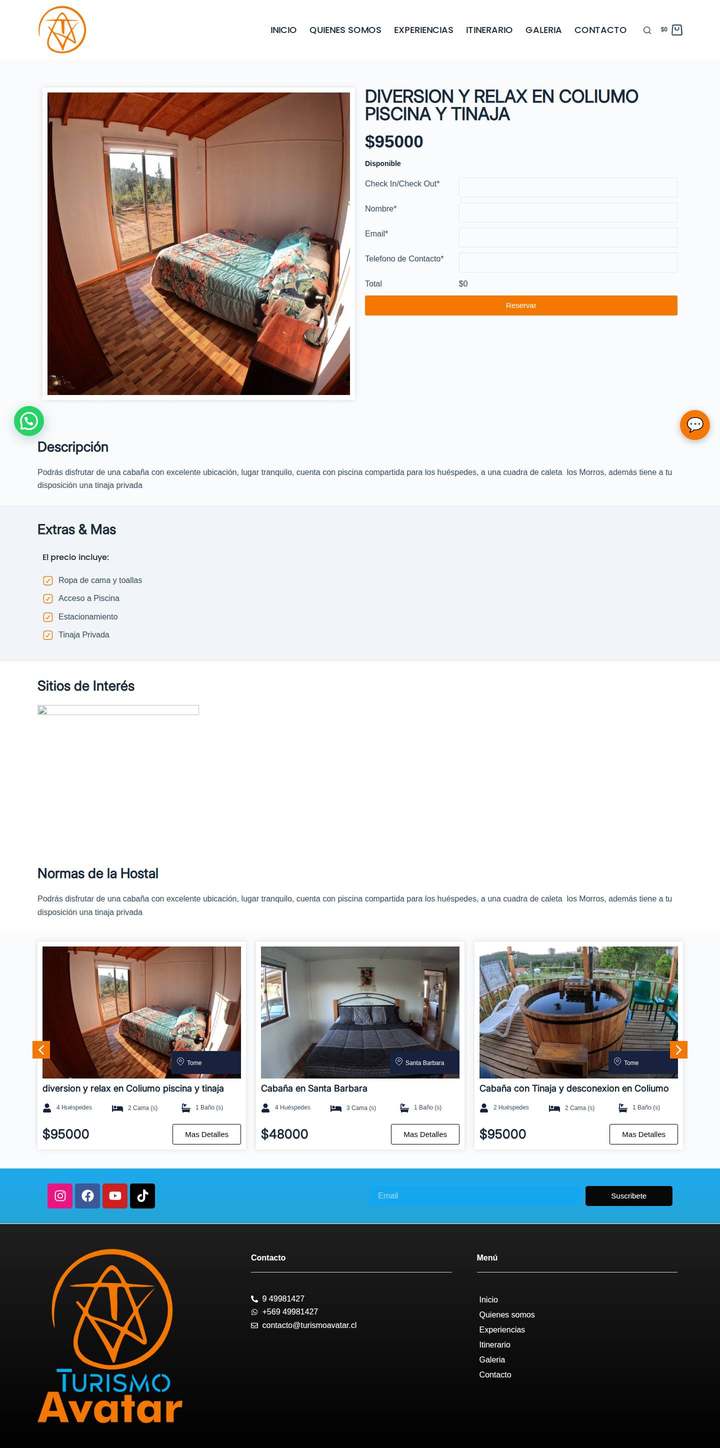 INICIO QUIENES SOMOS EXPERIENCIAS ITINERARIO GALERIA CONTACTO $0
DIVERSION Y RELAX EN COLIUMO
PISCINA Y TINAJA
$95000
Disponible
Check In/Check Out*
Nombre*
Email*
Telefono de Contacto*
Total $0
Reservar
Descripción
Podrás disfrutar de una cabaña con excelente ubicación, lugar tranquilo, cuenta con piscina compartida para los huéspedes, a una cuadra de caleta los Morros, además tiene a tu
disposición una tinaja privada
Extras & Mas
El precio incluye:
Ropa de cama y toallas
Acceso a Piscina
Estacionamiento
Tinaja Privada
Sitios de Interés
Normas de la Hostal
Podrás disfrutar de una cabaña con excelente ubicación, lugar tranquilo, cuenta con piscina compartida para los huéspedes, a una cuadra de caleta los Morros, además tiene a tu
disposición una tinaja privada
Tome
diversion y relax en Coliumo piscina y tinaja
4 Huéspedes 2 Cama (s) 1 Baño (s)
$95000 Mas Detalles
Santa Barbara
Cabaña en Santa Barbara
4 Huéspedes 3 Cama (s) 1 Baño (s)
$48000 Mas Detalles
Tome
Cabaña con Tinaja y desconexion en Coliumo
2 Huéspedes 2 Cama (s) 1 Baño (s)
$95000 Mas Detalles
Email Suscribete
Turismo
Avatar
Contacto
9 49981427
+569 49981427
contacto@turismoavatar.cl
Menú
Inicio
Quienes somos
Experiencias
Itinerario
Galeria
Contacto